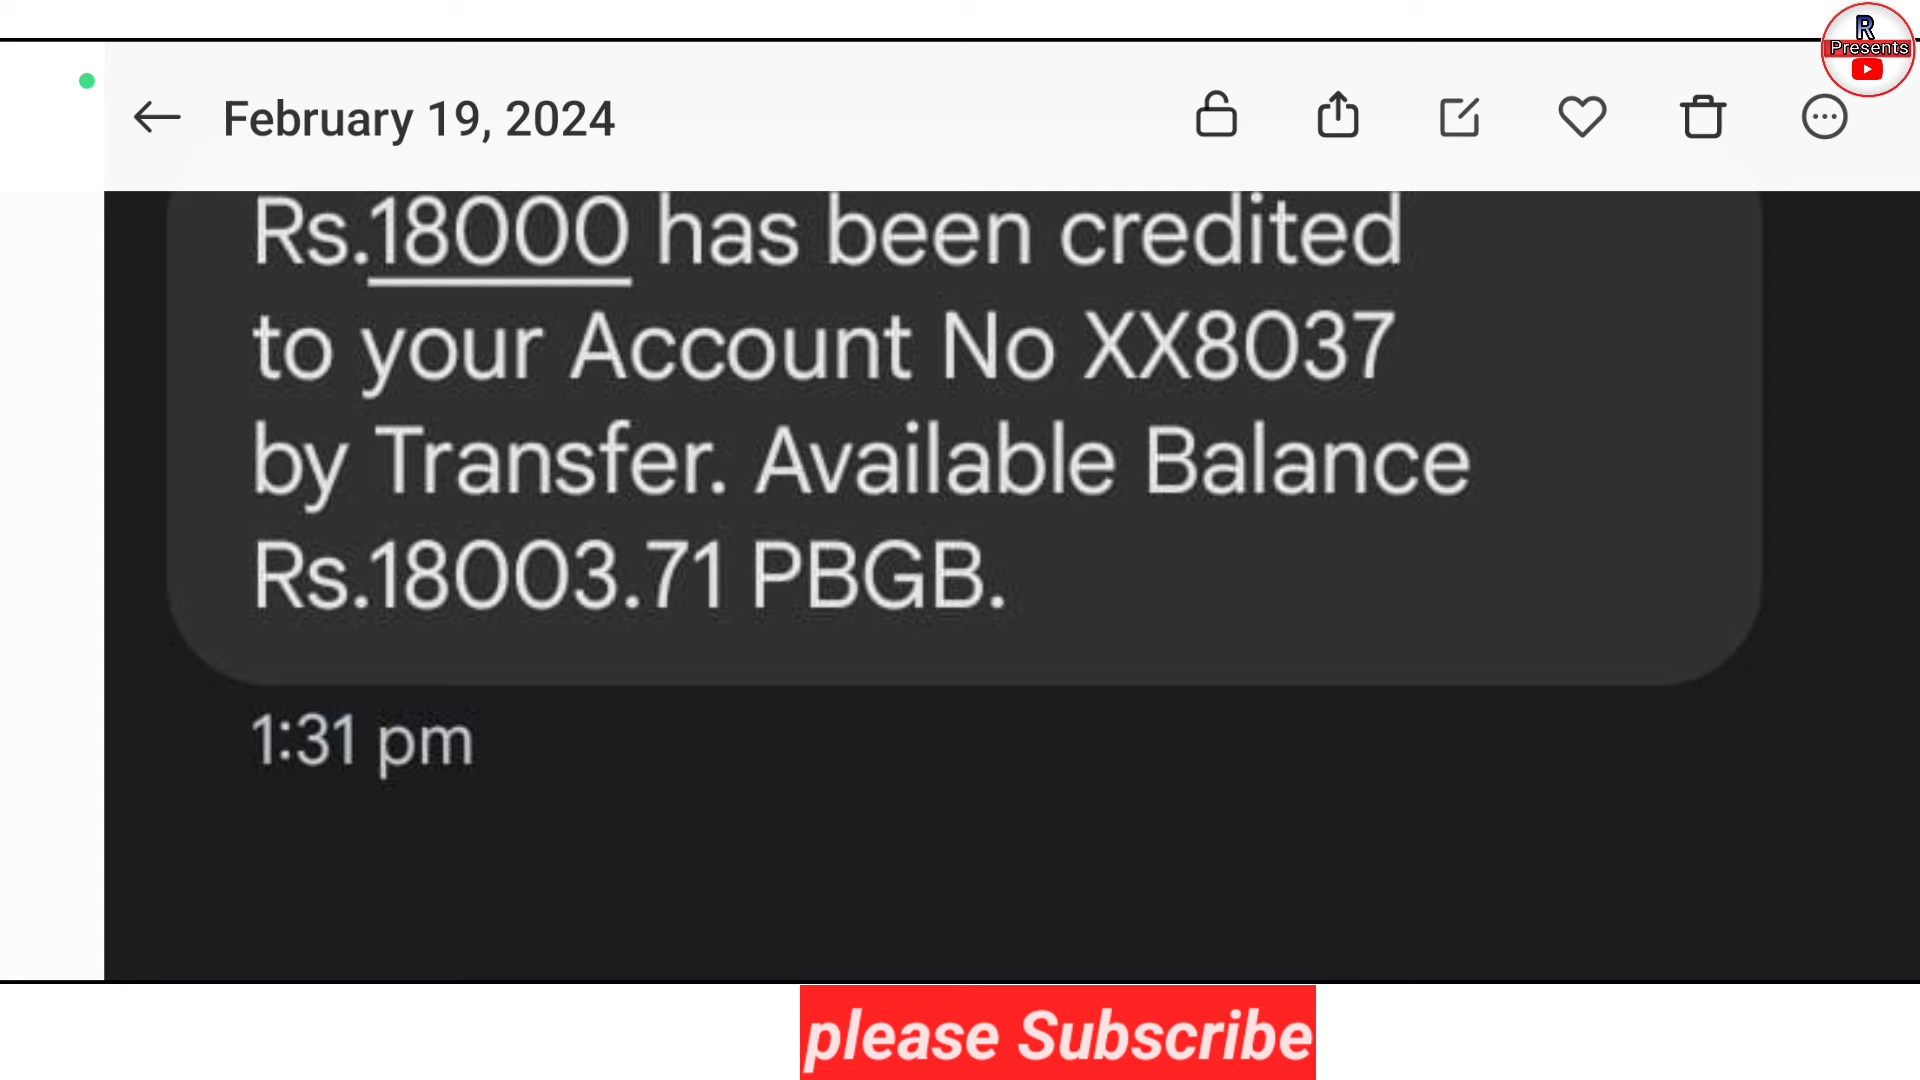 R
Presents
February 19, 2024
Rs.18000 has been credited
to your Account No XX8037
by Transfer. Available Balance
Rs.18003.71 PBGB.
1:31 pm
please Subscribe